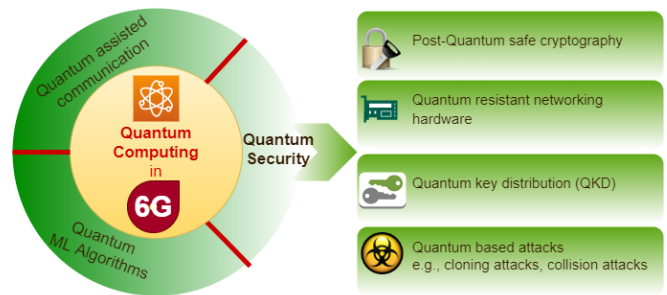 Quantum assisted
communication
Quantum
Computing
in
6G
Quantum
ML Algorithms
Quantum
Security
Post-Quantum safe cryptography
Quantum resistant networking
hardware
Quantum key distribution (QKD)
Quantum based attacks
e.g., cloning attacks, collision attacks